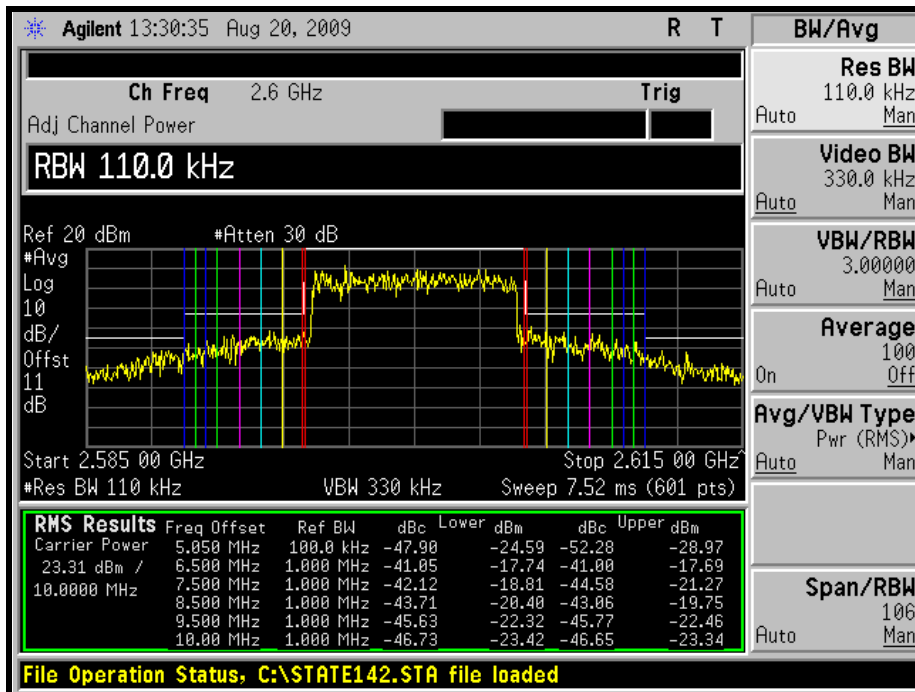 Agilent 13:30:35 Aug 20, 2009 R T
Ch Freq 2.6 GHz Trig
Adj Channel Power
RBW 110.0 kHz
Ref 20 dBm #Atten 30 dB
#Avg
Log
10
dB/
Offst
11
dB
Start 2.585 00 GHz Stop 2.615 00 GHz^
#Res BW 110 kHz VBW 330 kHz Sweep 7.52 ms (601 pts)
RMS Results Freq Offset Ref BW dBc Lower dBm dBc Upper dBm
Carrier Power 5.050 MHz 100.0 kHz -47.90 -24.59 -52.28 -28.97
23.31 dBm / 6.500 MHz 1.000 MHz -41.05 -17.74 -41.00 -17.69
10.0000 MHz 7.500 MHz 1.000 MHz -42.12 -18.81 -44.58 -21.27
8.500 MHz 1.000 MHz -43.71 -20.40 -43.06 -19.75
9.500 MHz 1.000 MHz -45.63 -22.32 -45.77 -22.46
10.00 MHz 1.000 MHz -46.73 -23.42 -46.65 -23.34
File Operation Status, C:\STATE142.STA file loaded
BW/Avg
Res BW
110.0 kHz
Auto Man
Video BW
330.0 kHz
Auto Man
VBW/RBW
3.00000
Auto Man
Average
100
On Off
Avg/VBW Type
Pwr (RMS)▸
Auto Man
Span/RBW
106
Auto Man